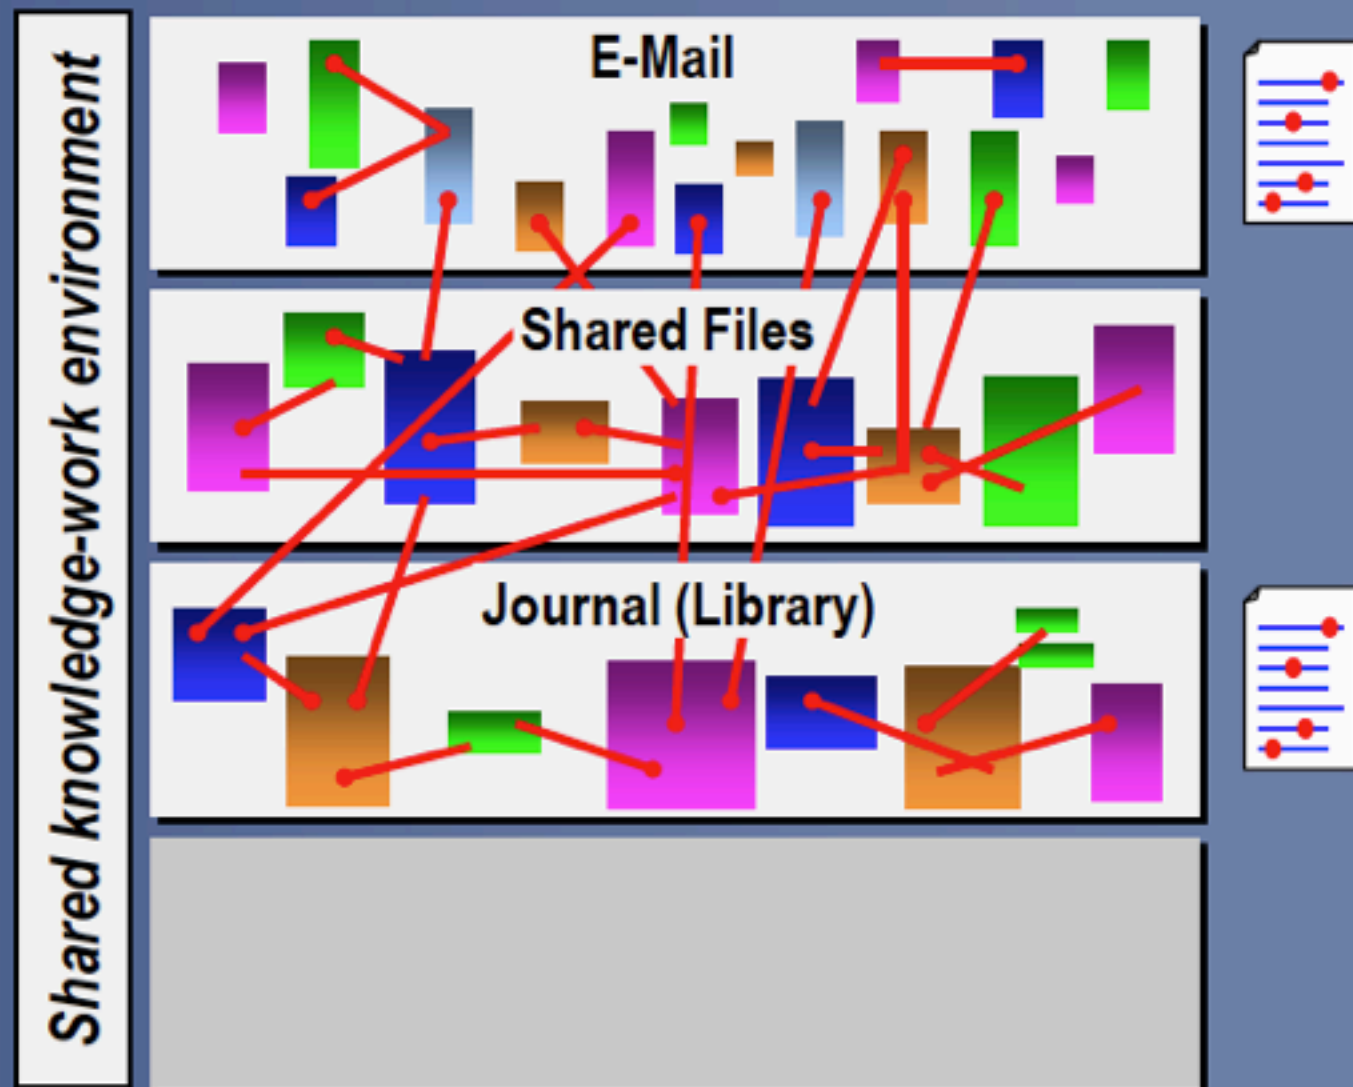 Shared knowledge-work environment
E-Mail
Shared Files
Journal (Library)